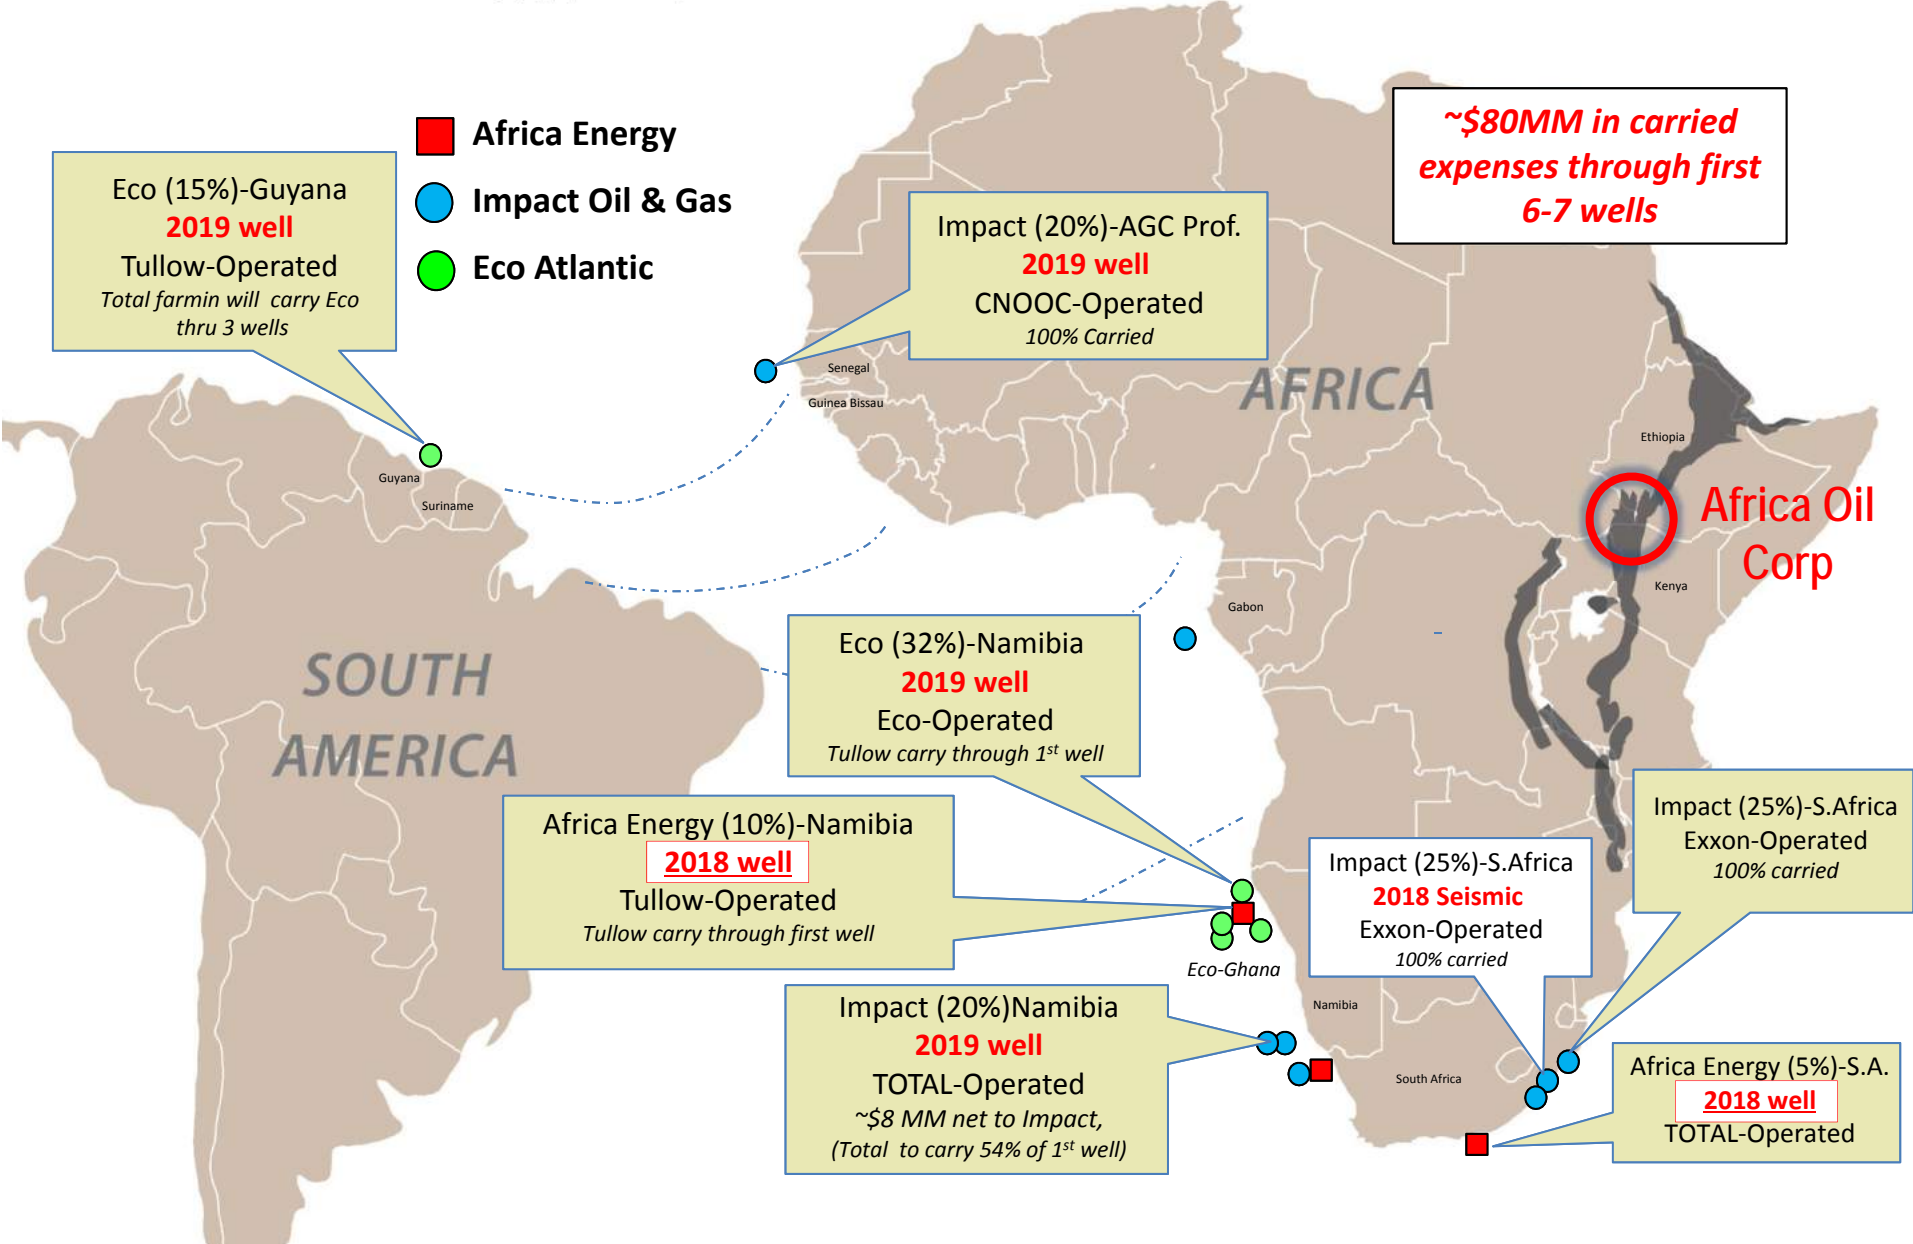 Africa Energy
Impact Oil & Gas
Eco Atlantic
~$80MM in carried
expenses through first
6-7 wells
Eco (15%)-Guyana
2019 well
Tullow-Operated
Total farmin will carry Eco
thru 3 wells
Impact (20%)-AGC Prof.
2019 well
CNOOC-Operated
100% Carried
Senegal
Guinea Bissau
AFRICA
Ethiopia
Guyana
Suriname
Africa Oil
Corp
Kenya
Gabon
SOUTH
AMERICA
Eco (32%)-Namibia
2019 well
Eco-Operated
Tullow carry through 1st well
Africa Energy (10%)-Namibia
2018 well
Tullow-Operated
Tullow carry through first well
Eco-Ghana
Impact (25%)-S.Africa
2018 Seismic
Exxon-Operated
100% carried
Impact (25%)-S.Africa
Exxon-Operated
100% carried
Namibia
South Africa
Impact (20%)Namibia
2019 well
TOTAL-Operated
~$8 MM net to Impact,
(Total to carry 54% of 1st well)
Africa Energy (5%)-S.A.
2018 well
TOTAL-Operated